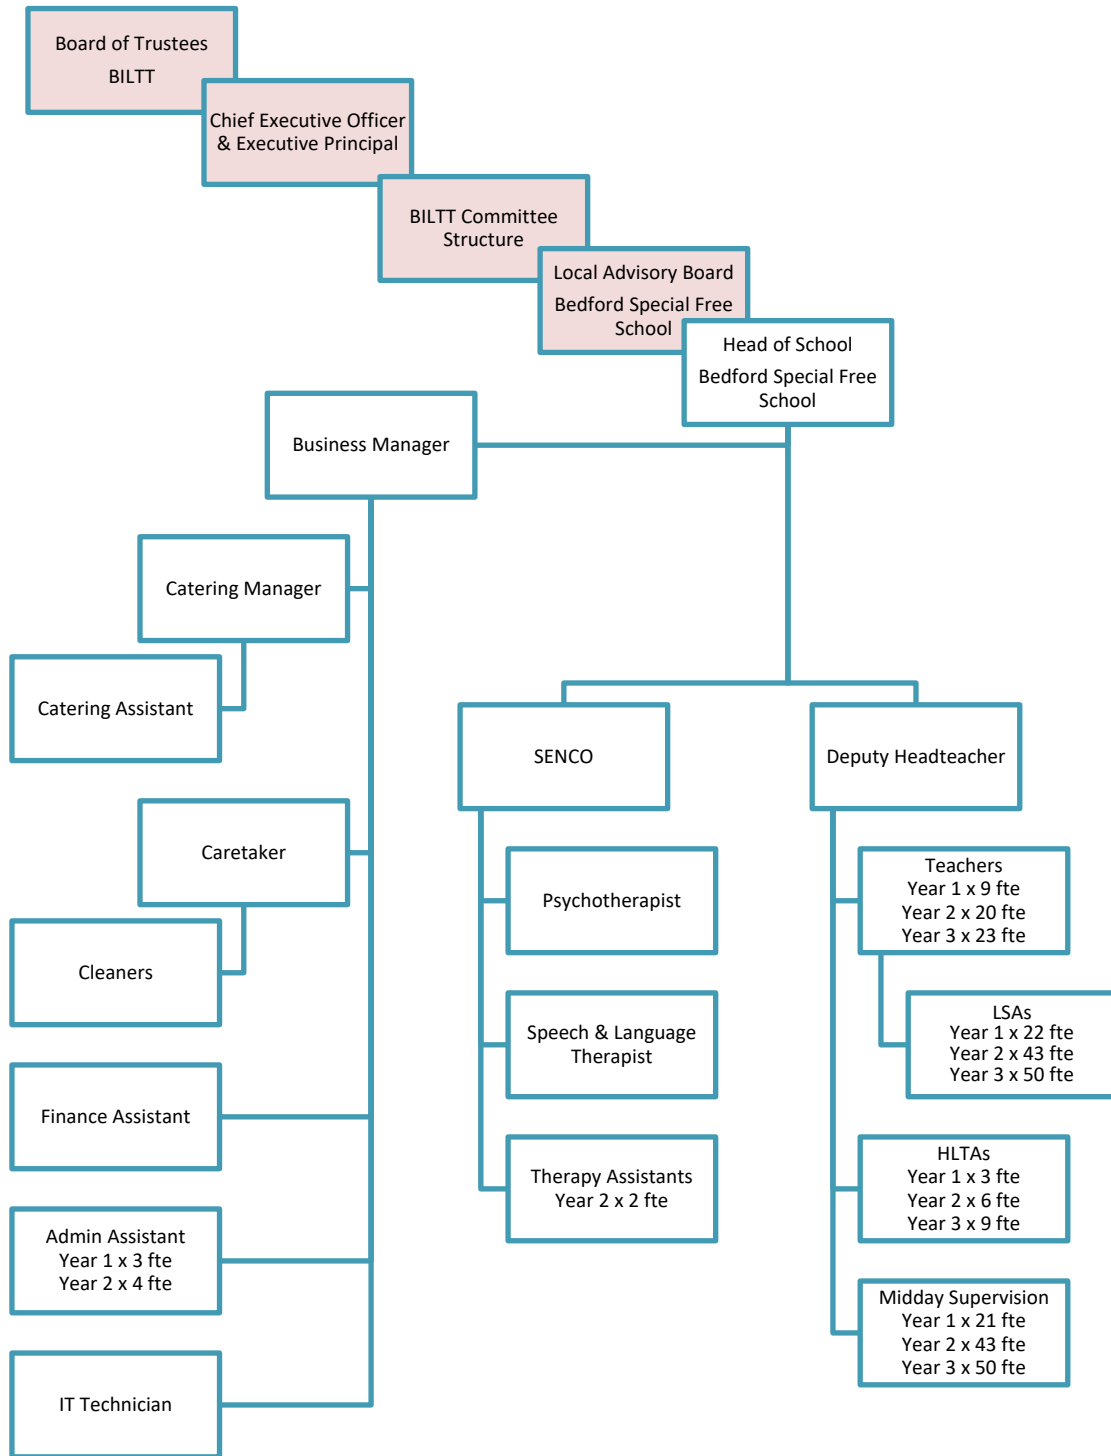 Board of Trustees
BILTT
Chief Executive Officer
& Executive Principal
BILTT Committee
Structure
Local Advisory Board
Bedford Special Free
School
Head of School
Bedford Special Free
School
Business Manager
Catering Manager
Catering Assistant
Caretaker
Cleaners
Finance Assistant
Admin Assistant
Year 1 x 3 fte
Year 2 x 4 fte
IT Technician
SENCO
Psychotherapist
Speech & Language
Therapist
Therapy Assistants
Year 2 x 2 fte
Deputy Headteacher
Teachers
Year 1 x 9 fte
Year 2 x 20 fte
Year 3 x 23 fte
LSAs
Year 1 x 22 fte
Year 2 x 43 fte
Year 3 x 50 fte
HLTAs
Year 1 x 3 fte
Year 2 x 6 fte
Year 3 x 9 fte
Midday Supervision
Year 1 x 21 fte
Year 2 x 43 fte
Year 3 x 50 fte